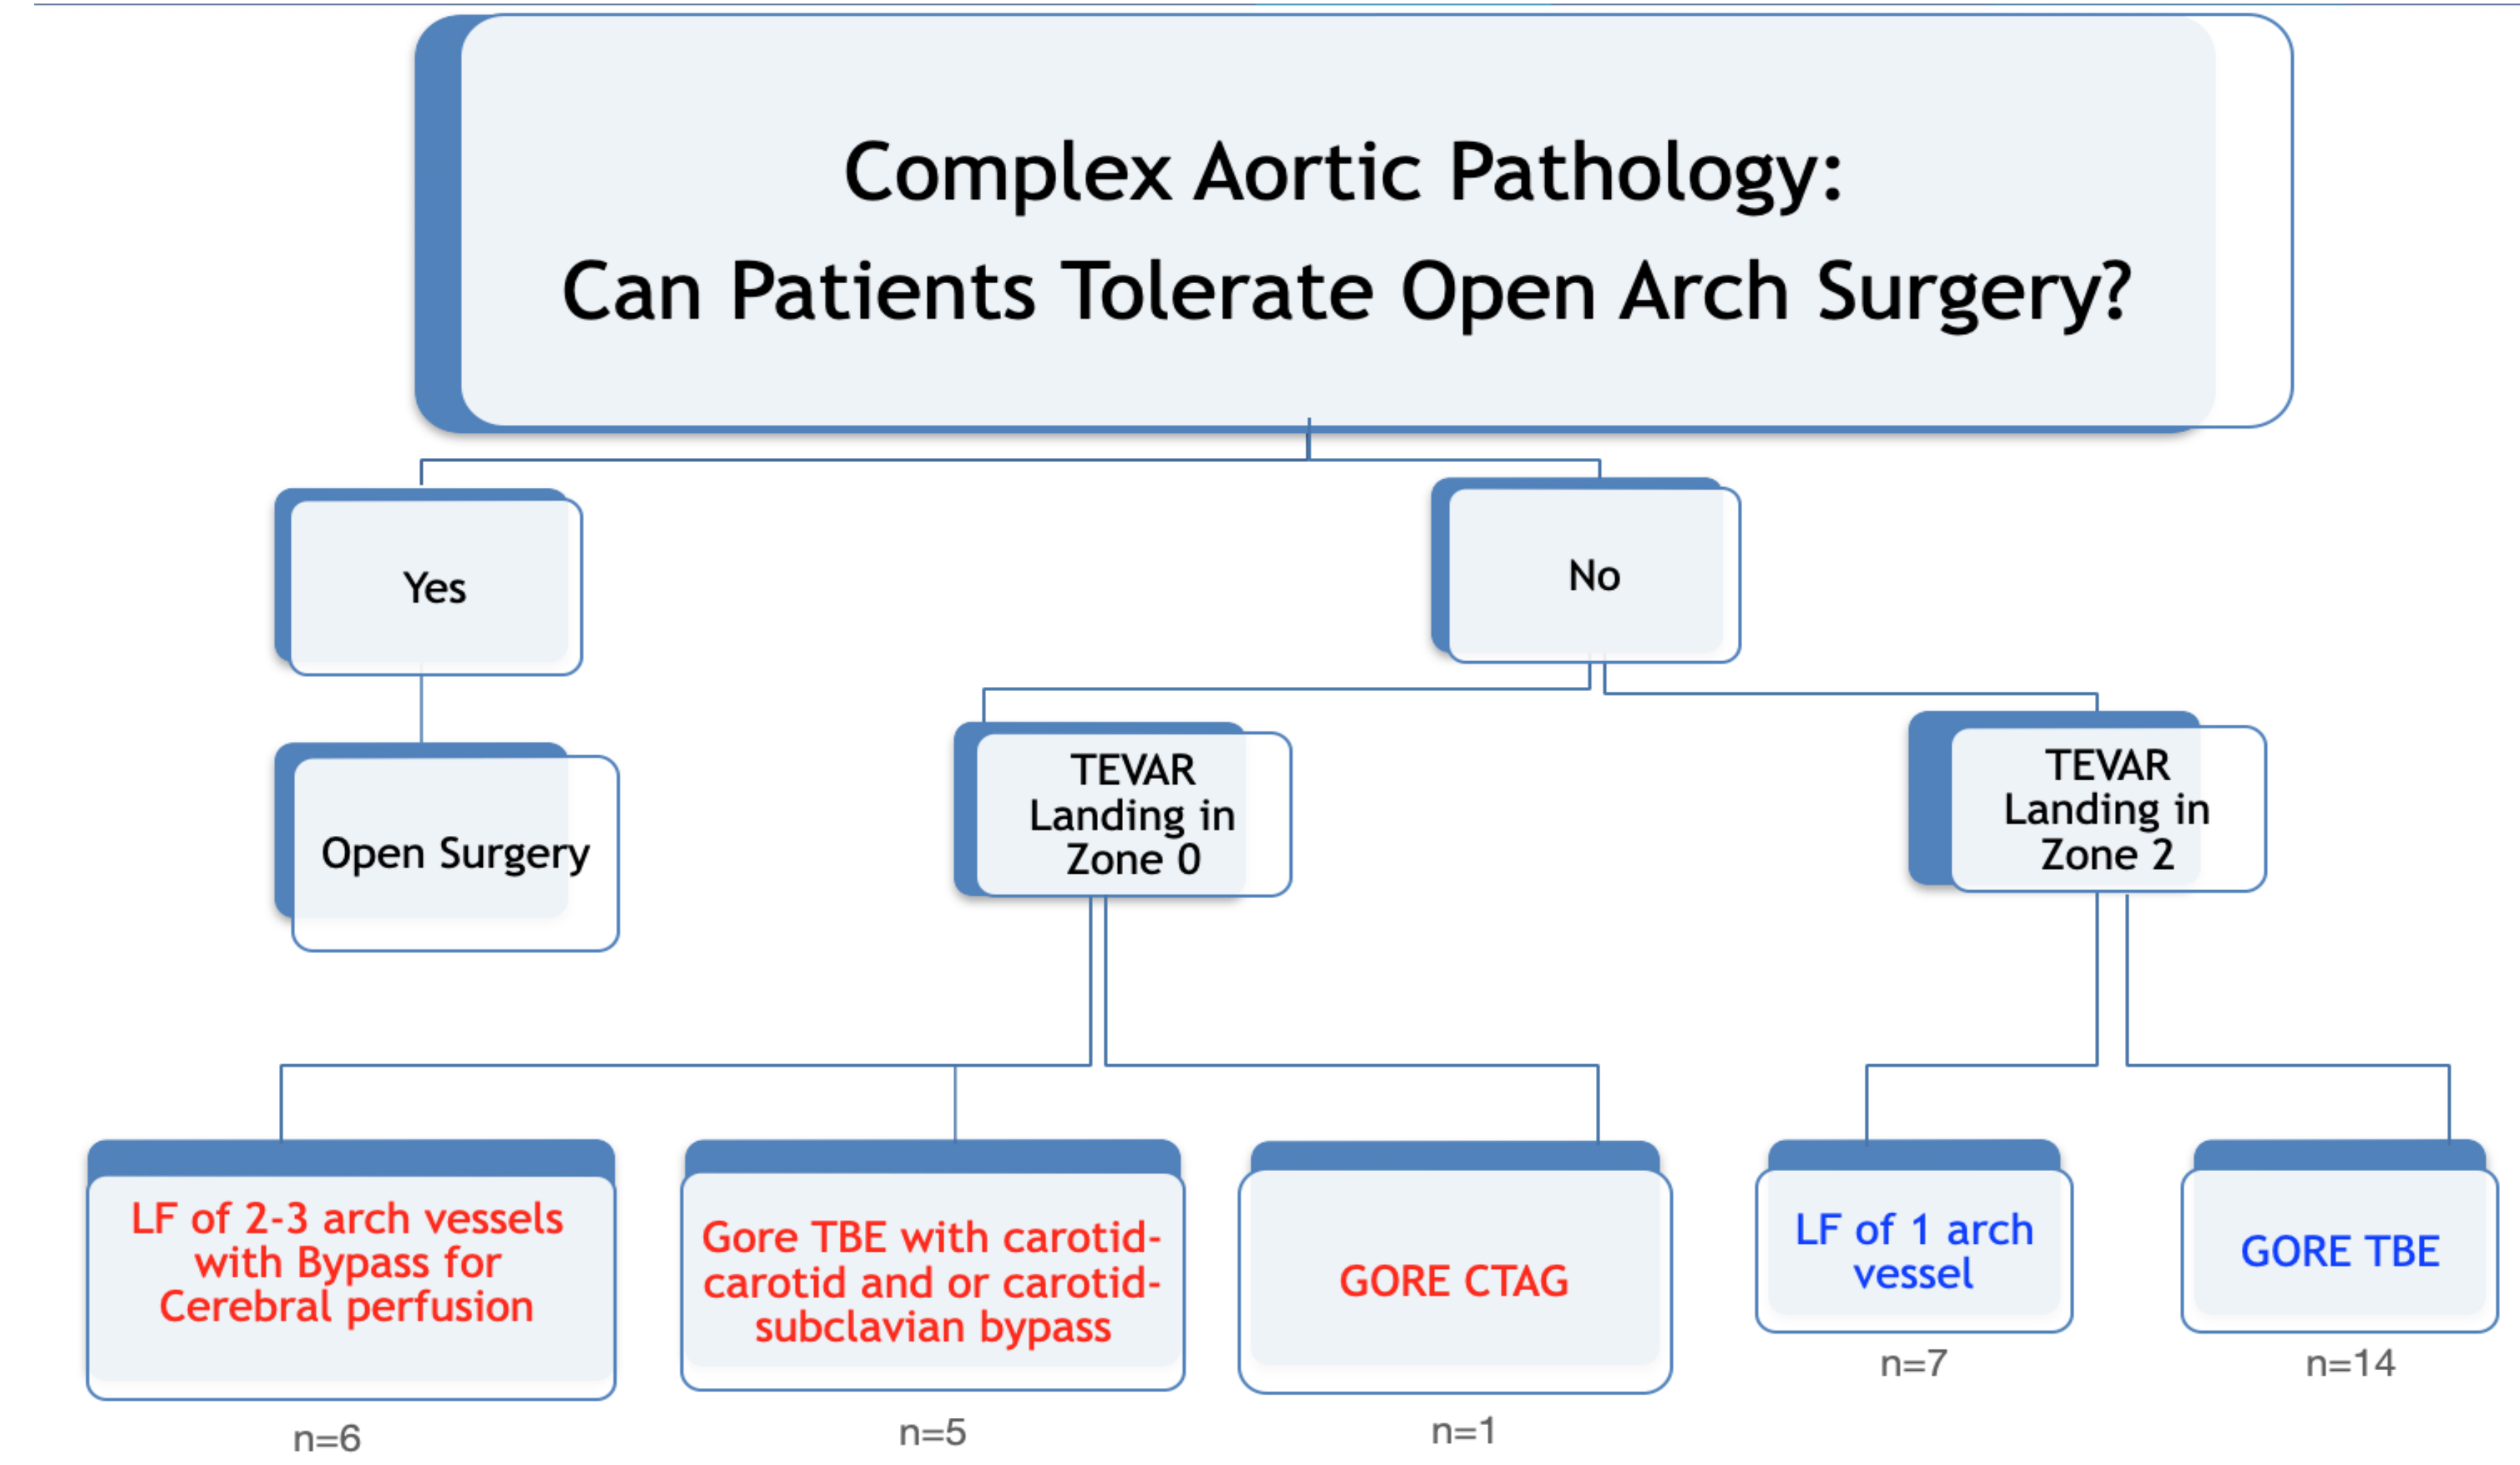 Complex Aortic Pathology:
Can Patients Tolerate Open Arch Surgery?
Yes
No
Open Surgery
TEVAR
Landing in
Zone 0
TEVAR
Landing in
Zone 2
LF of 2-3 arch vessels
with Bypass for
Cerebral perfusion
n=6
Gore TBE with carotid-
carotid and or carotid-
subclavian bypass
n=5
GORE CTAG
n=1
LF of 1 arch
vessel
n=7
GORE TBE
n=14